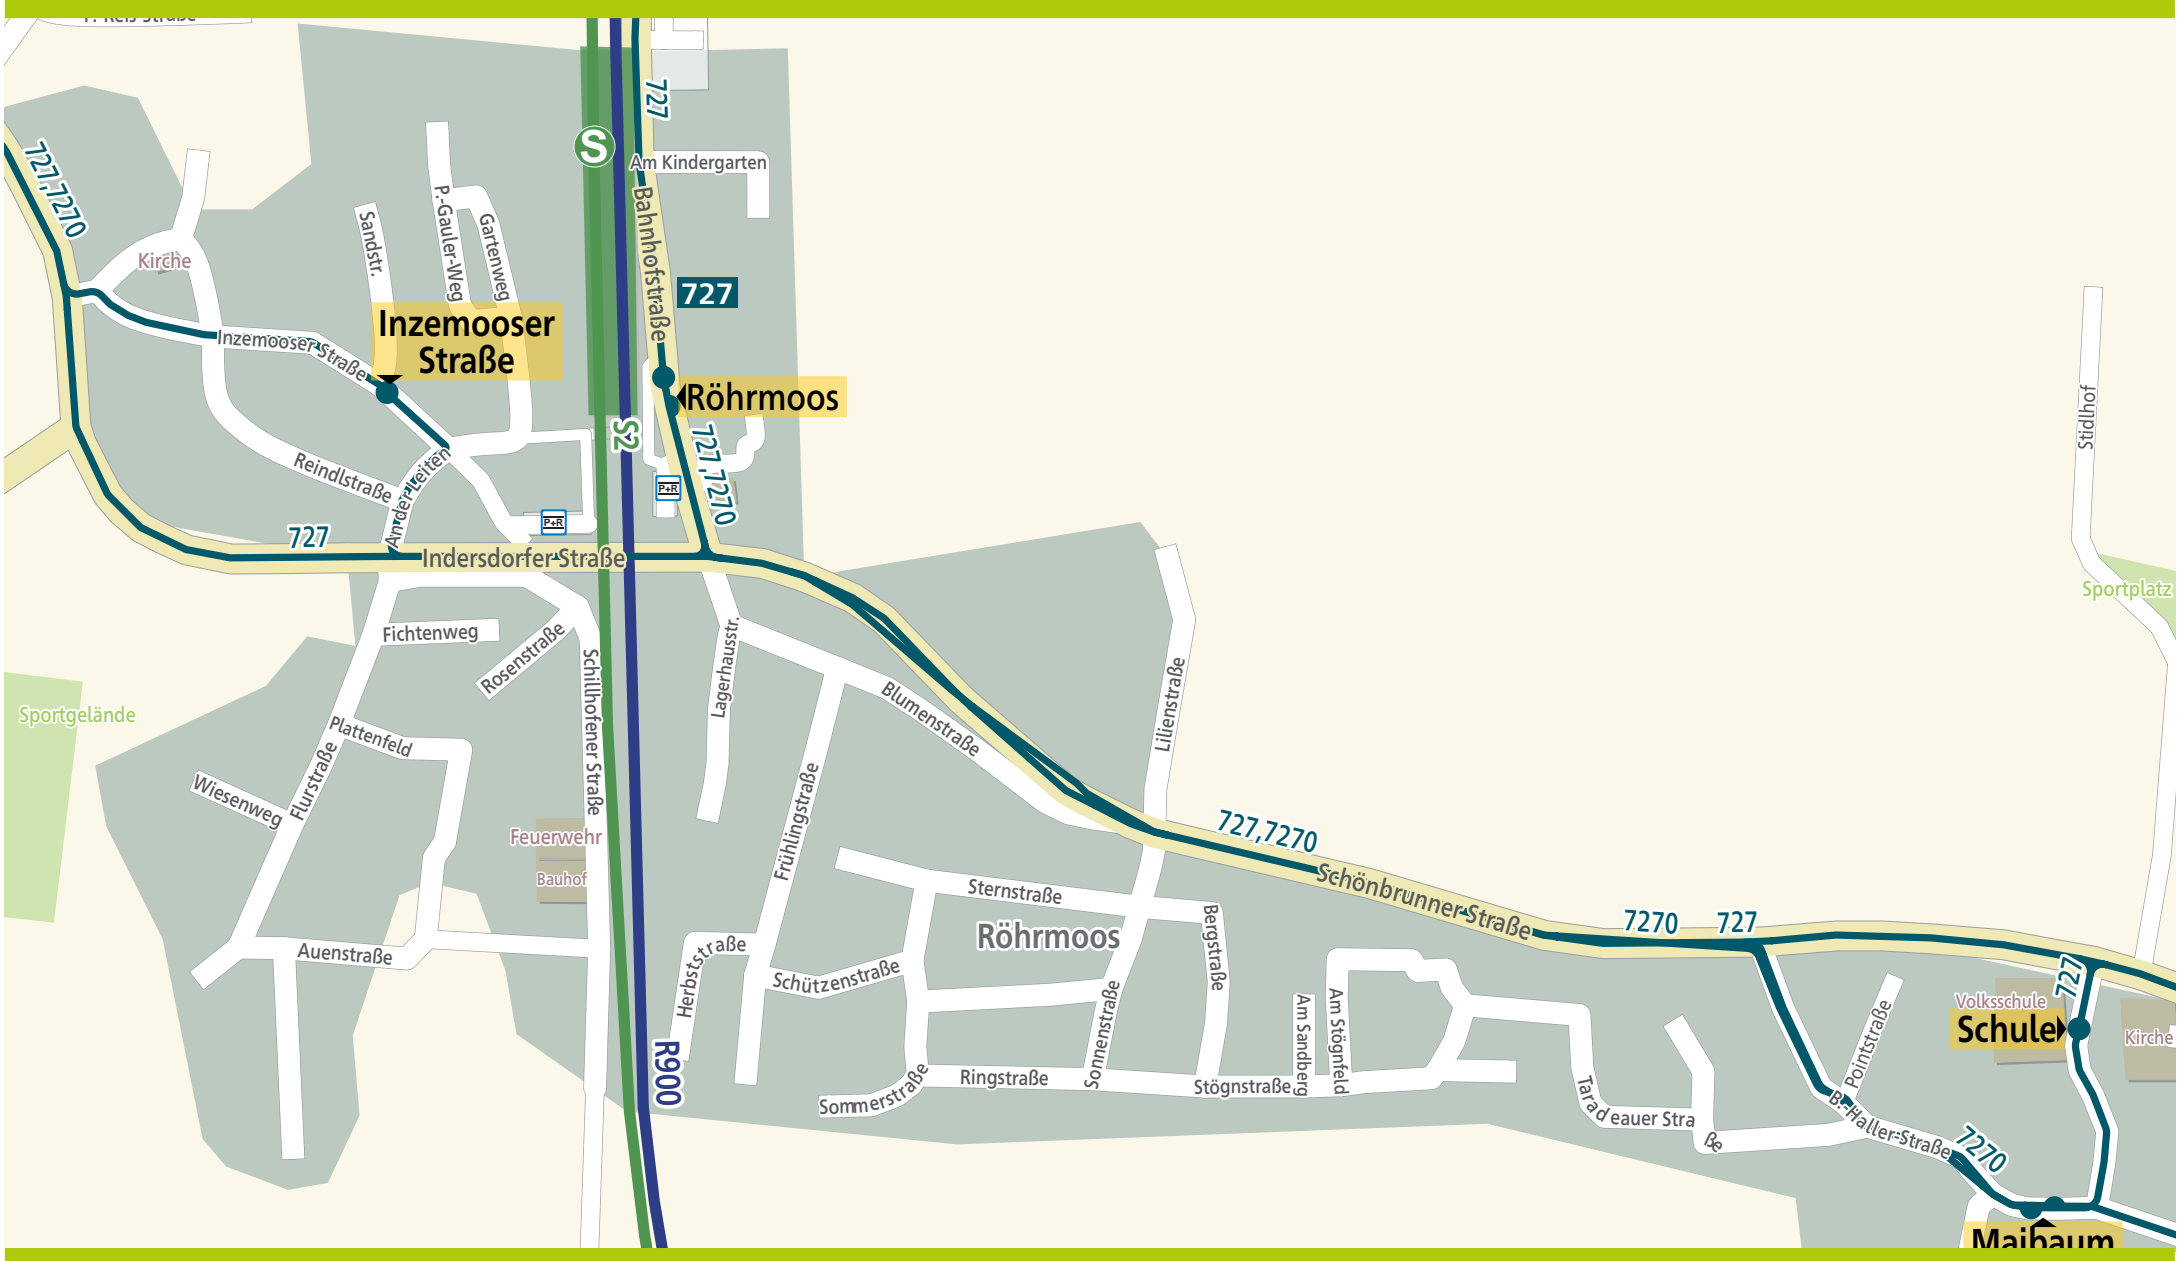 727
S
Am Kindergarten
727,7270
P.-Gauler-Weg
Bahnhofstraße
Sandstr.
Gartenweg
Kirche
727
Inzemooser
Straße
Inzemooser Straße
Röhrmoos
S2
Stidlhof
727,7270
Reindlstraße
An der Leiten
P+R
P+R
727
Indersdorfer Straße
Sportplatz
Fichtenweg
Rosenstraße
Lagerhausstr.
Schillhofener Straße
Blumenstraße
Lilienstraße
Sportgelände
Plattenfeld
Flurstraße
Wiesenweg
Frühlingstraße
Feuerwehr
727,7270
Bauhof
Schönbrunner Straße
Sternstraße
Bergstraße
7270
727
Röhrmoos
Herbststraße
Auenstraße
Schützenstraße
727
Volksschule
Schule
Kirche
Am Sandberg
Am Stögnfeld
Sonnenstraße
Pointstraße
R900
Ringstraße
Stögnstraße
Sommerstraße
Taradeauer Straße
B.-Haller-Straße
7270
Maibaum